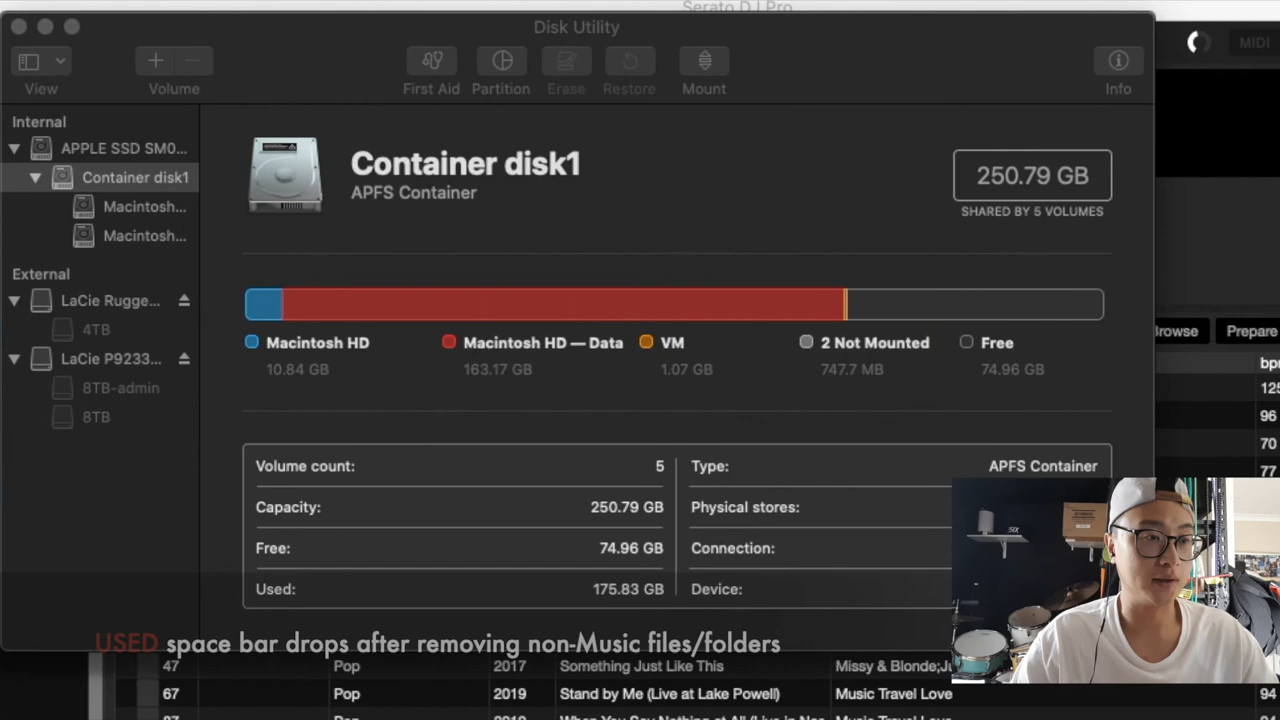 Serato DJ Pro
Disk Utility
MIDI
View
Volume
First Aid
Partition
Erase
Restore
Mount
Info
Internal
APPLE SSD SM0...
Container disk1
Macintosh...
Macintosh...
External
LaCie Rugge...
4TB
LaCie P9233...
8TB-admin
8TB
Container disk1
APFS Container
250.79 GB
SHARED BY 5 VOLUMES
Macintosh HD
10.84 GB
Macintosh HD — Data
163.17 GB
VM
1.07 GB
2 Not Mounted
747.7 MB
Free
74.96 GB
Volume count: 5
Capacity: 250.79 GB
Free: 74.96 GB
Used: 175.83 GB
Type: APFS Container
Physical stores:
Connection:
Device:
Browse
Prepare
bpm
125
96
70
77
USED space bar drops after removing non-Music files/folders
47 Pop 2017 Something Just Like This Missy & Blonde;
67 Pop 2019 Stand by Me (Live at Lake Powell) Music Travel Love 94